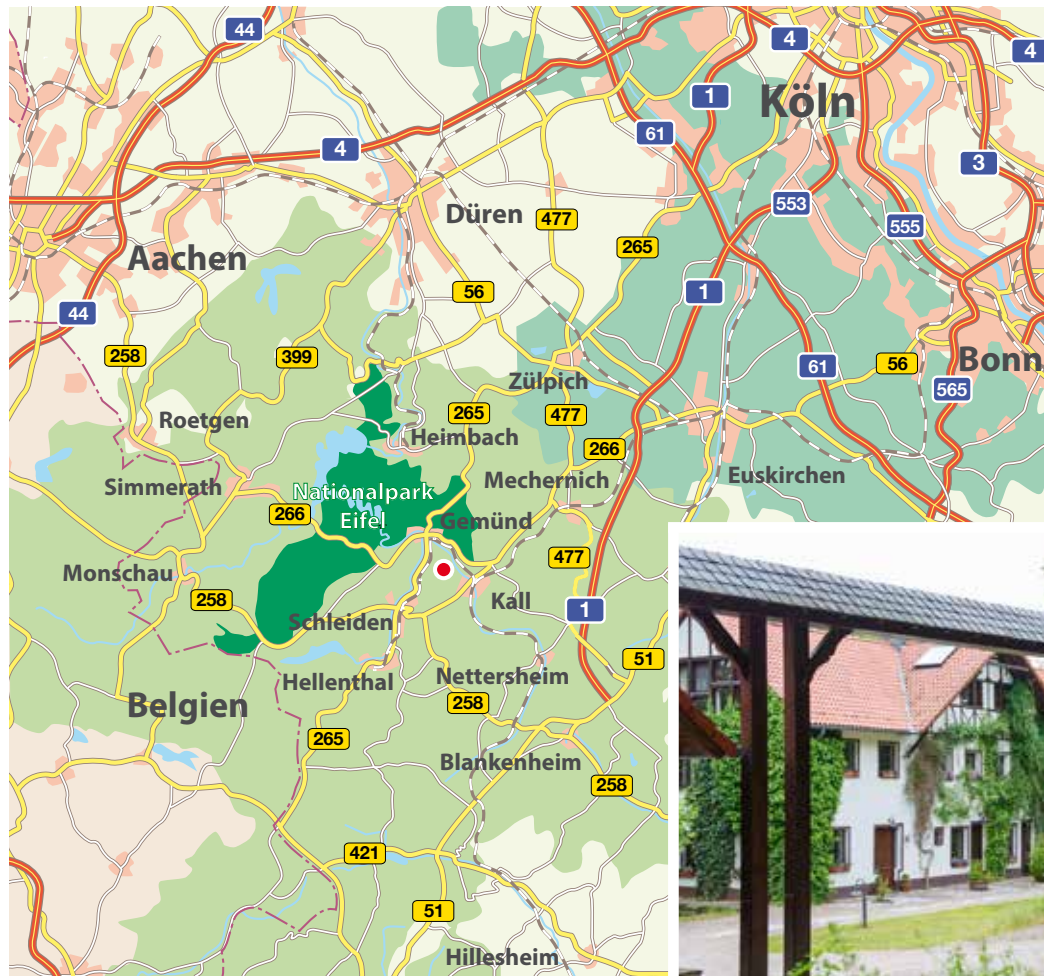 44
4
4
1
Köln
61
4
3
553
Düren
477
555
265
Aachen
56
1
44
258
399
61
56
Bonn
Zülpich
565
Roetgen
265
477
Heimbach
266
Mechernich
Euskirchen
Simmerath
Nationalpark
Eifel
266
Gemünd
477
Monschau
258
Kall
1
Schleiden
51
Hellenthal
Nettersheim
Belgien
258
265
Blankenheim
258
421
51
Hillesheim